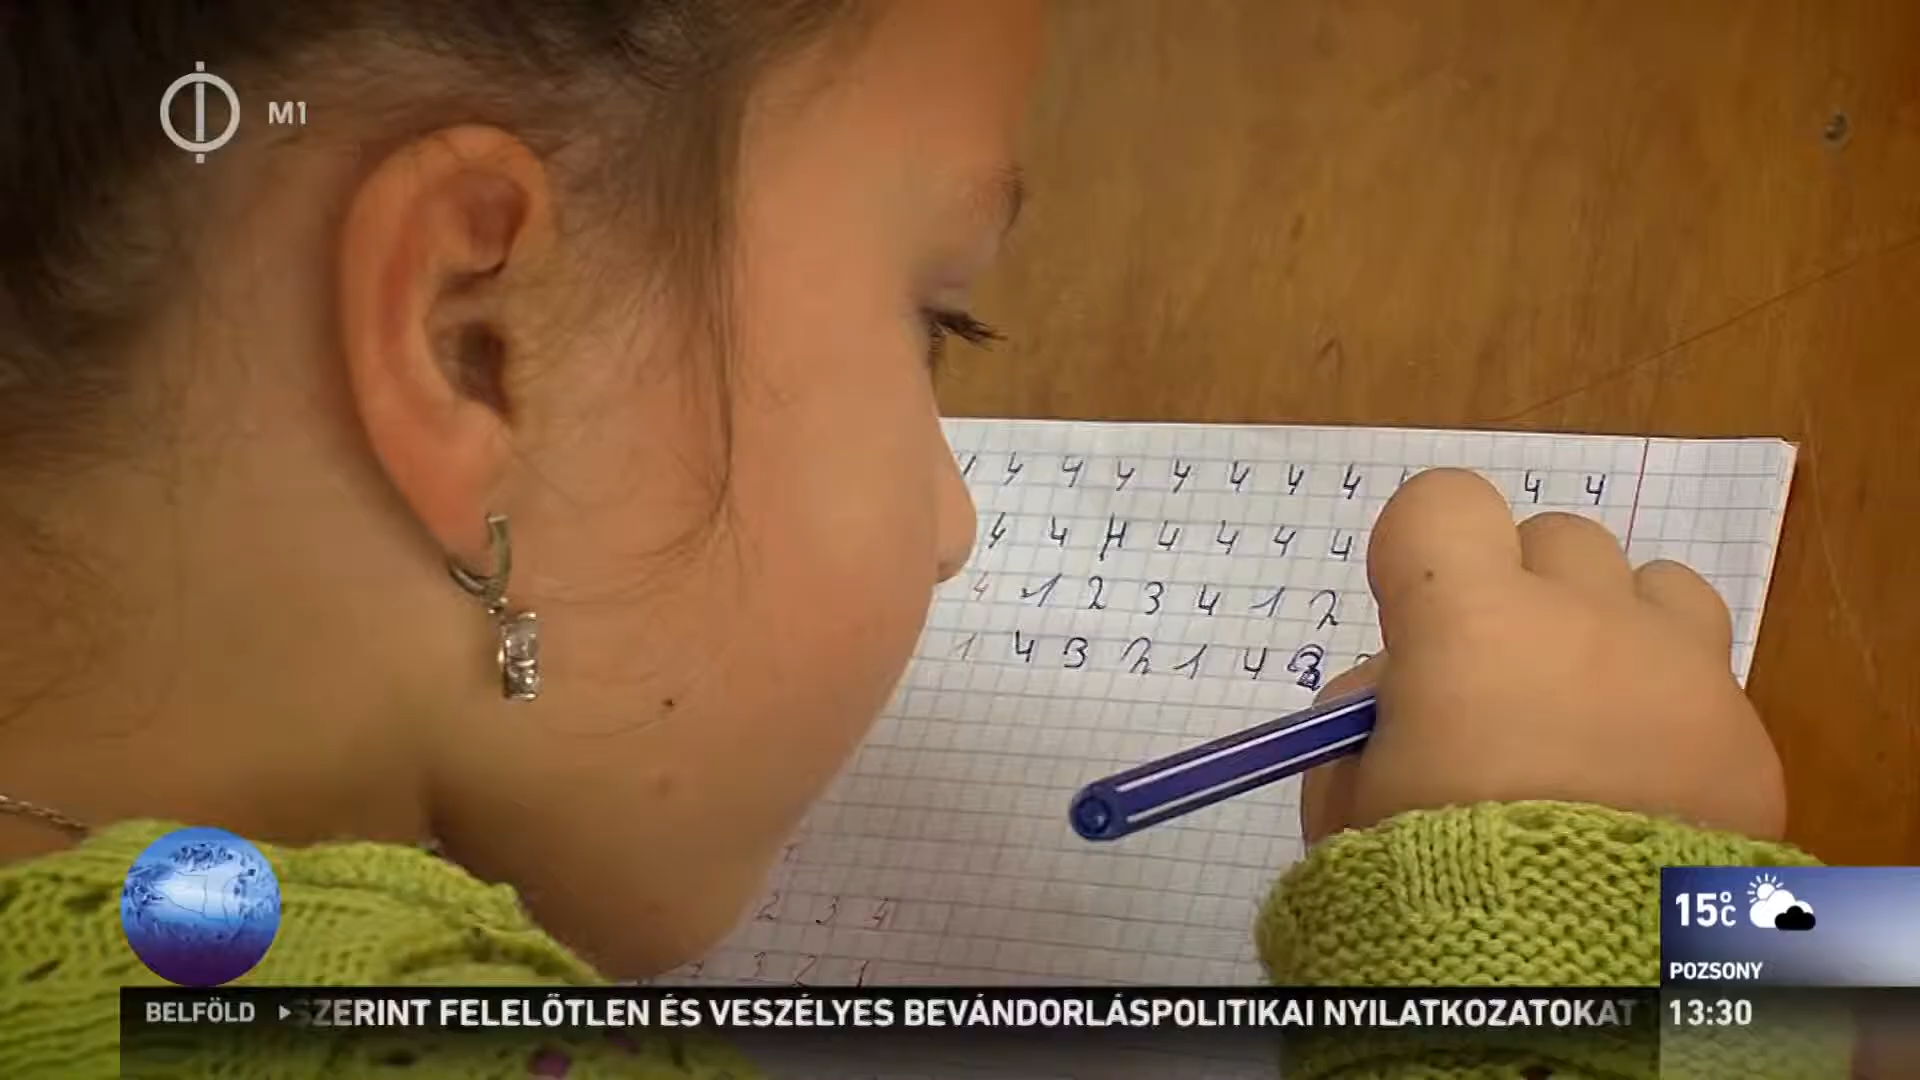 M1
4 4 4 4 4 4 4 4 4
4 4 4 4 4 4 4
4 1 2 3 4 1 2
1 4 3 2 1 4 3
2 3 4
3 2 1
15°C
POZSONY
BELFÖLD SZERINT FELELŐTLEN ÉS VESZÉLYES BEVÁNDORLÁSPOLITIKAI NYILATKOZATOKAT
13:30